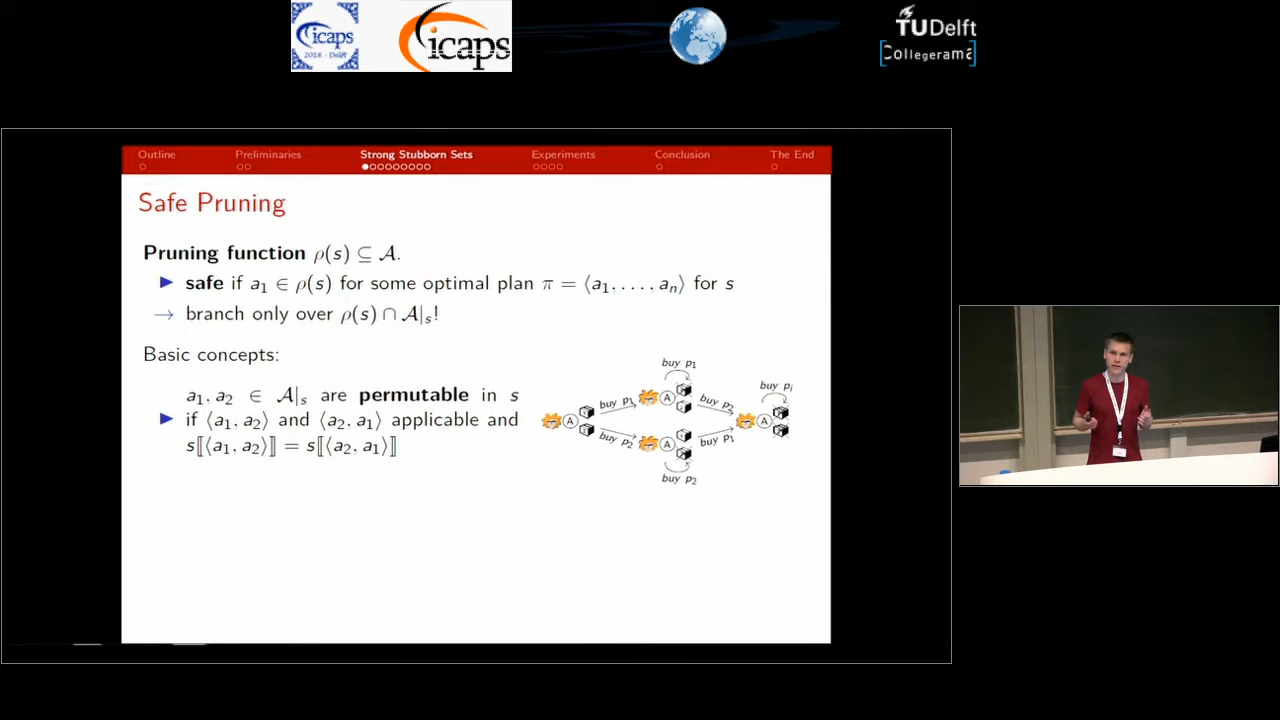 icaps
2018 - Delft
icaps
TUDelft
Collegerama
Outline Preliminaries Strong Stubborn Sets Experiments Conclusion The End
Safe Pruning
Pruning function ρ(s) ⊆ 𝒜.
▶ safe if a₁ ∈ ρ(s) for some optimal plan π = ⟨a₁, . . . , aₙ⟩ for s
→ branch only over ρ(s) ∩ 𝒜|ₛ!
Basic concepts:
a₁, a₂ ∈ 𝒜|ₛ are permutable in s
▶ if ⟨a₁, a₂⟩ and ⟨a₂, a₁⟩ applicable and
s⟦⟨a₁, a₂⟩⟧ = s⟦⟨a₂, a₁⟩⟧
buy p₁
buy p₁
buy p₂
buy pᵢ
A
A
A
A
buy p₂
buy p₁
buy p₂